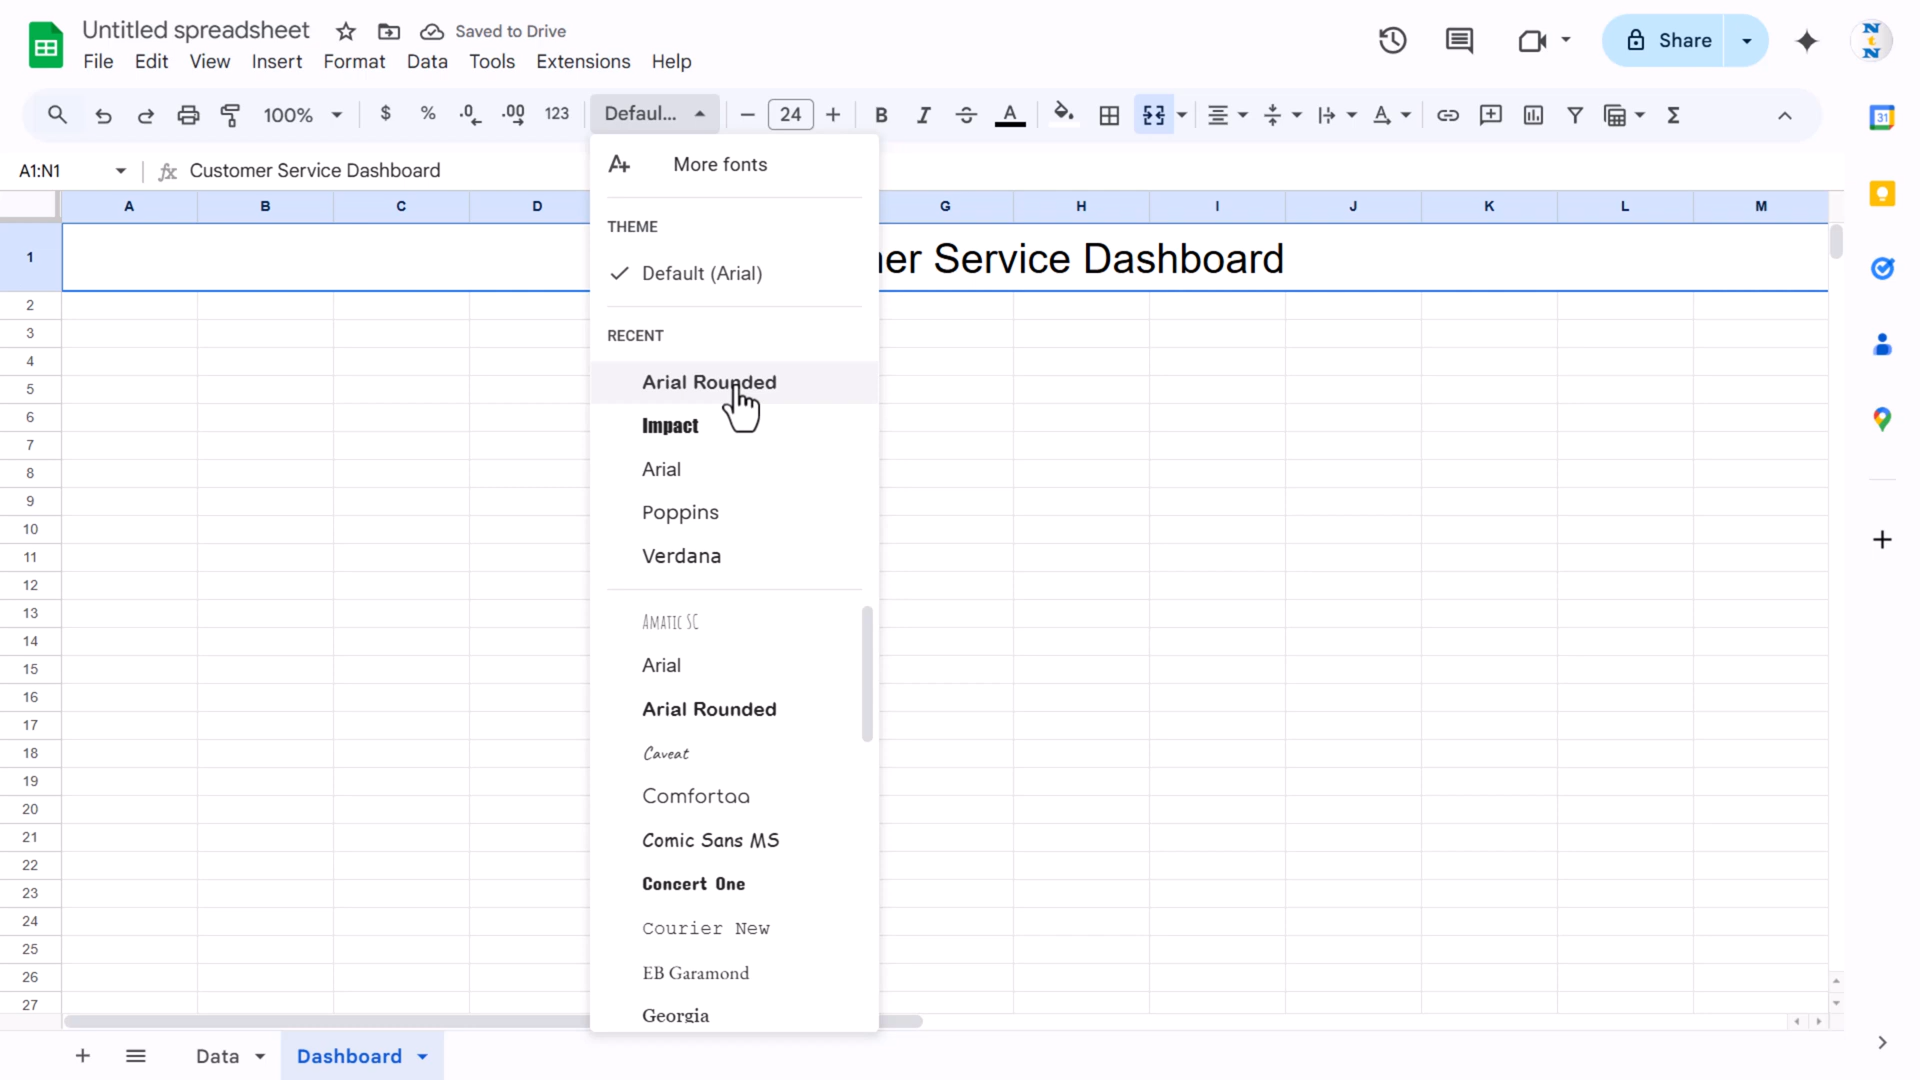 Untitled spreadsheet Saved to Drive
File Edit View Insert Format Data Tools Extensions Help
Share
100% $ % .0 .00 123 Defaul... 24 B I A
A1:N1 fx Customer Service Dashboard
More fonts
A B C D G H I J K L M
THEME
1 er Service Dashboard
Default (Arial)
2
3
RECENT
4
5 Arial Rounded
6 Impact
7
8 Arial
9
10 Poppins
11 Verdana
12
13
14 Amatic SC
15 Arial
16
17 Arial Rounded
18 Caveat
19
20 Comfortaa
21 Comic Sans MS
22
23 Concert One
24 Courier New
25
26 EB Garamond
27 Georgia
Data Dashboard
31
N
t
N